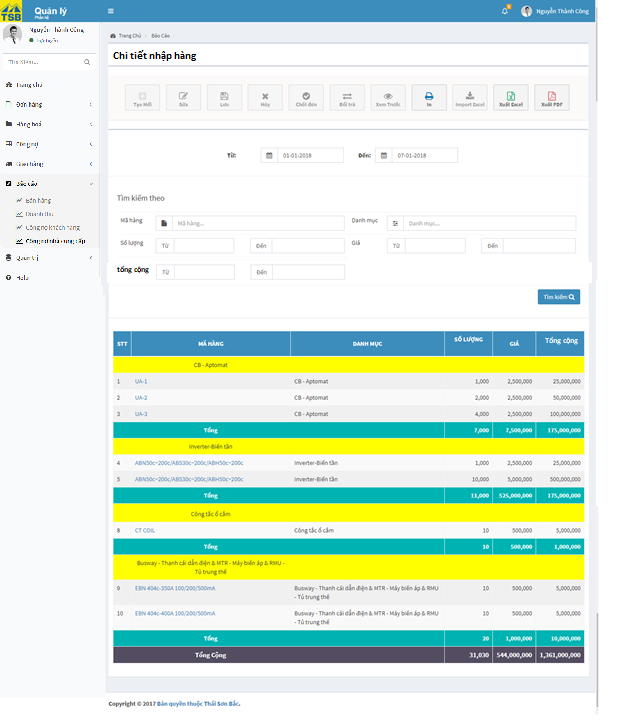 TSB
Quản lý
Phân hệ
Nguyễn Thành Công
Nguyễn Thành Công
Trực tuyến
Trang Chủ > Báo Cáo
Tìm Kiếm...
Chi tiết nhập hàng
Trang chủ
Đơn hàng
Hàng hoá
Công nợ
Giao hàng
Báo cáo
Bán hàng
Doanh thu
Công nợ khách hàng
Công nợ nhà cung cấp
Quản trị
Help
Tạo Mới
Sửa
Lưu
Hủy
Chốt đơn
Đổi trả
Xem Trước
In
Import Excel
Xuất Excel
Xuất PDF
Từ: 01-01-2018 Đến: 07-01-2018
Tìm kiếm theo
Mã hàng Mã hàng... Danh mục Danh mục...
Số lượng Từ Đến Giá Từ Đến
tổng cộng Từ Đến
Tìm kiếm
STT MÃ HÀNG DANH MỤC SỐ LƯỢNG GIÁ Tổng cộng
CB - Aptomat
1 UA-1 CB - Aptomat 1,000 2,500,000 25,000,000
2 UA-2 CB - Aptomat 2,000 2,500,000 50,000,000
3 UA-3 CB - Aptomat 4,000 2,500,000 100,000,000
Tổng 7,000 7,500,000 175,000,000
Inverter-Biến tần
4 ABN50c~200c/ABS30c~200c/ABH50c~200c Inverter-Biến tần 1,000 2,500,000 25,000,000
5 ABN50c~200c/ABS30c~200c/ABH50c~200c Inverter-Biến tần 10,000 5,000,000 500,000,000
Tổng 11,000 525,000,000 175,000,000
Công tắc ổ cắm
8 CT COIL Công tắc ổ cắm 10 500,000 5,000,000
Tổng 10 500,000 1,000,000
Busway - Thanh cái dẫn điện & MTR - Máy biến áp & RMU -
Tủ trung thế
9 EBN 404c-350A 100/200/500mA Busway - Thanh cái dẫn điện & MTR - Máy biến áp & RMU 10 500,000 5,000,000
- Tủ trung thế
10 EBN 404c-400A 100/200/500mA Busway - Thanh cái dẫn điện & MTR - Máy biến áp & RMU 10 500,000 5,000,000
- Tủ trung thế
Tổng 20 1,000,000 10,000,000
Tổng Cộng 31,030 544,000,000 1,361,000,000
Copyright © 2017 Bản quyền thuộc Thái Sơn Bắc.